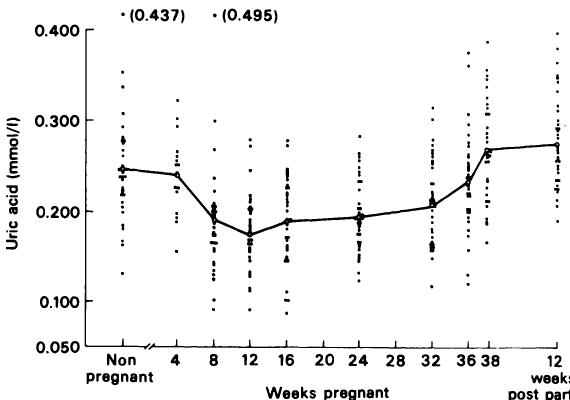 •(0.437) •(0.495)
0.400
0.300
0.200
0.100
0.050
Uric acid (mmol/l)
Non pregnant 4 8 12 16 20 24 28 32 36 38 12 weeks post part
Weeks pregnant